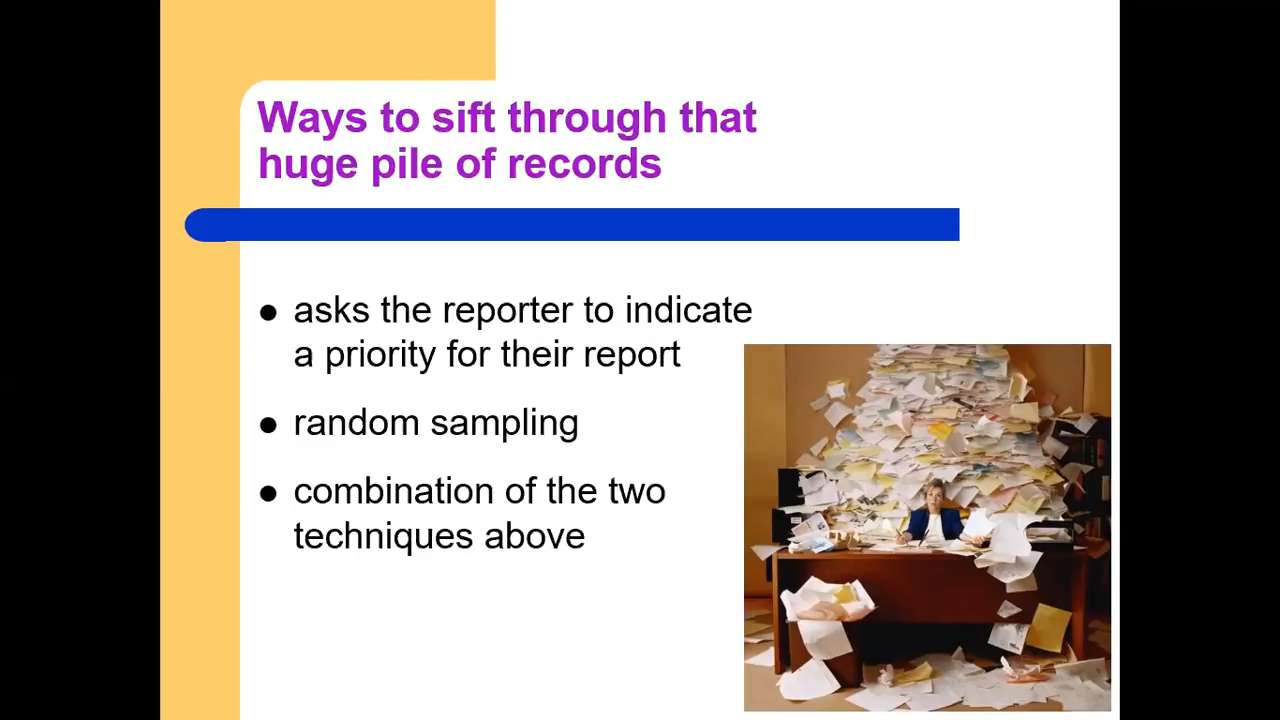 Ways to sift through that
huge pile of records
● asks the reporter to indicate
a priority for their report
● random sampling
● combination of the two
techniques above